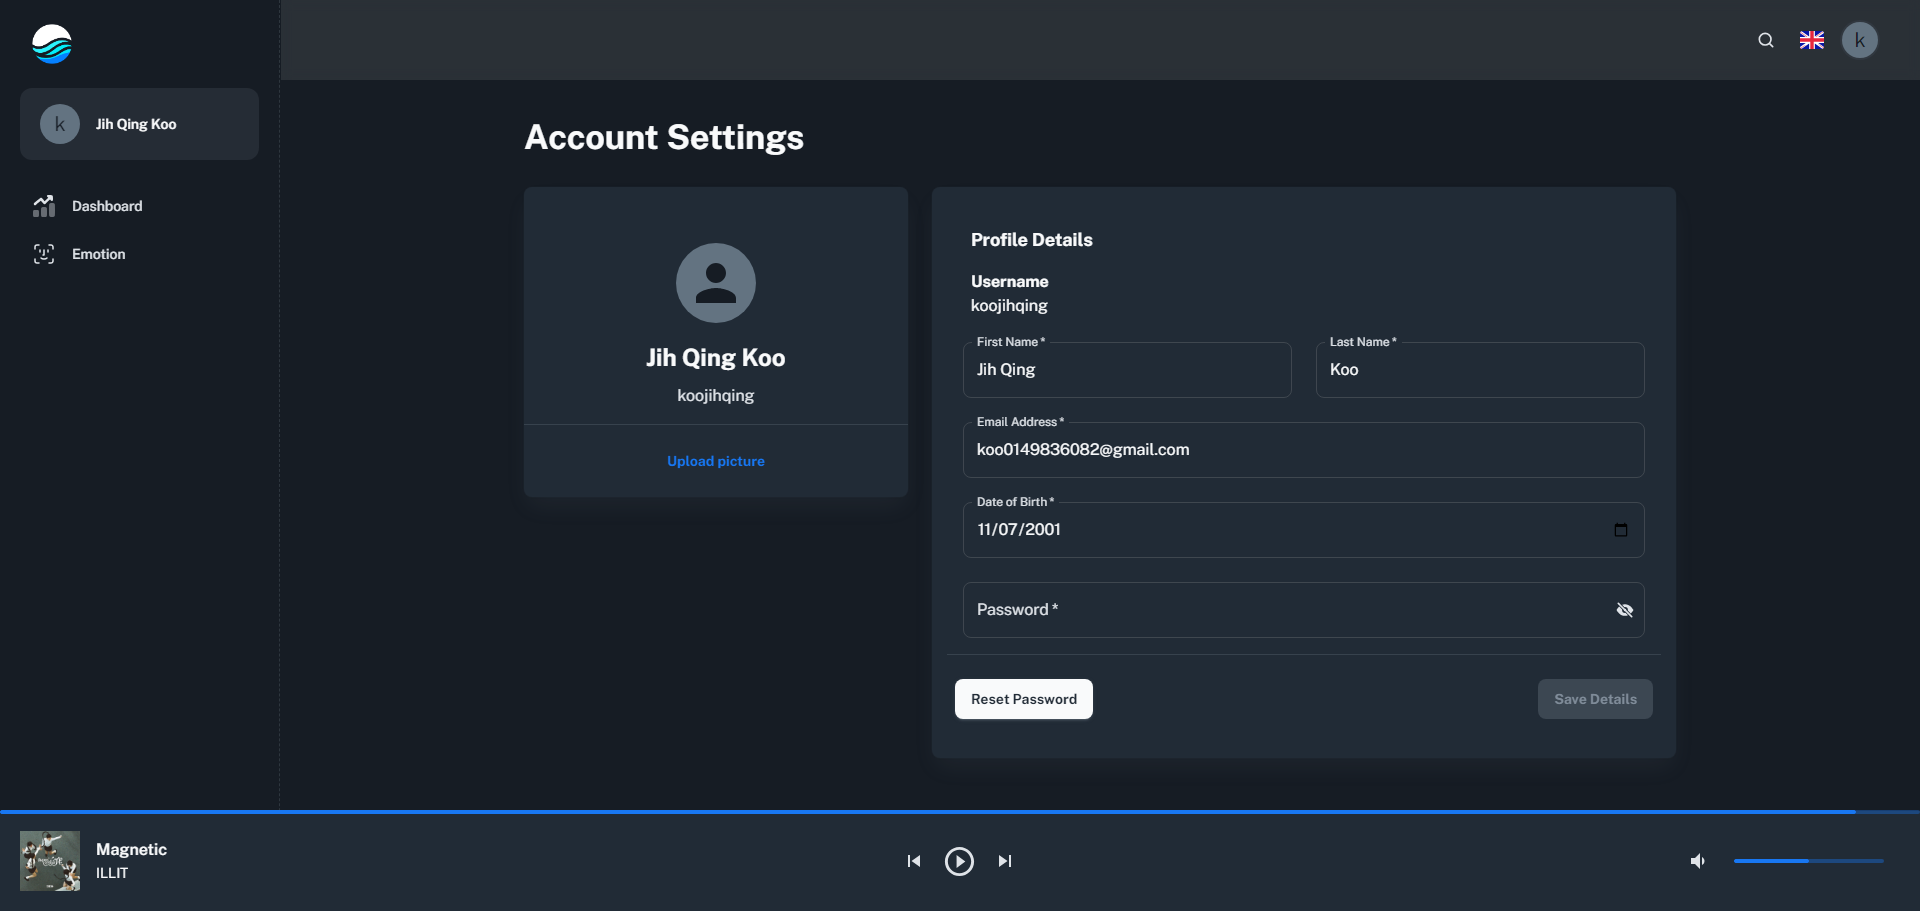 k
k
Jih Qing Koo
Dashboard
Emotion
Account Settings
Jih Qing Koo
koojihqing
Upload picture
Profile Details
Username
koojihqing
First Name *
Jih Qing
Last Name *
Koo
Email Address *
koo0149836082@gmail.com
Date of Birth *
11/07/2001
Password *
Reset Password
Save Details
Magnetic
ILLIT